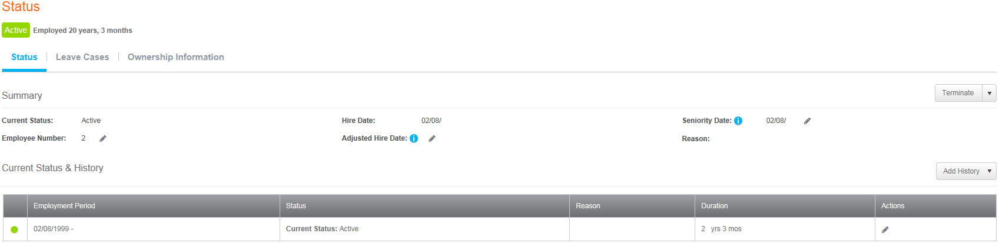 Status
Active Employed 20 years, 3 months
Status Leave Cases Ownership Information
Summary Terminate
Current Status: Active Hire Date: 02/08/ Seniority Date: 02/08/
Employee Number: 2 Adjusted Hire Date: Reason:
Current Status & History Add History
Employment Period Status Reason Duration Actions
02/08/1999 - Current Status: Active 2 yrs 3 mos